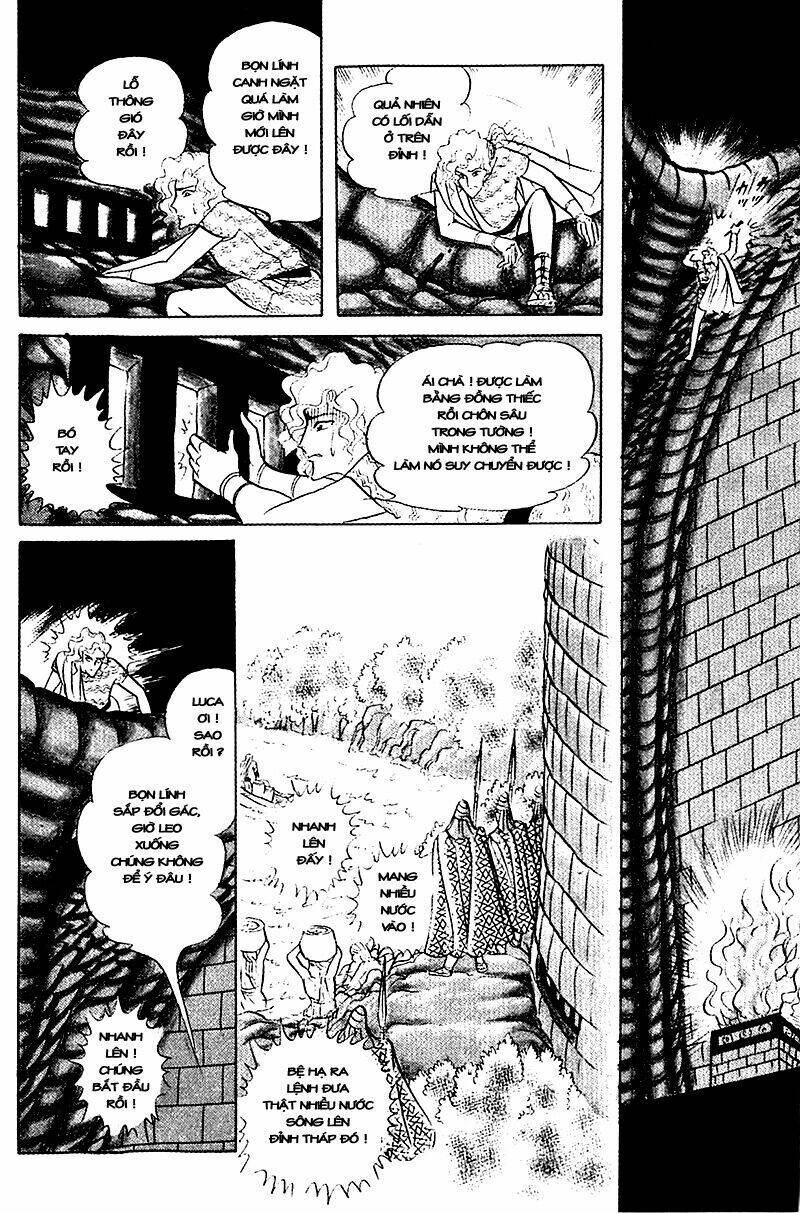 BỌN LÍNH
CANH NGẶT
QUÁ LÀM
GIỜ MÌNH
MỚI LÊN
ĐƯỢC ĐÂY !
LỖ
THÔNG
GIÓ
ĐÂY
RỒI !
QUẢ NHIÊN
CÓ LỐI DẪN
Ở TRÊN
ĐỈNH !
ÁI CHÀ ! ĐƯỢC LÀM
BẰNG ĐỒNG THIẾC
RỒI CHÔN SÂU
TRONG TƯỜNG !
MÌNH KHÔNG THỂ
LÀM NÓ SUY CHUYỂN ĐƯỢC !
BÓ
TAY
RỒI !
LUCA
ƠI !
SAO
RỒI ?
BỌN LÍNH
SẮP ĐỔI GÁC,
GIỜ LEO
XUỐNG
CHÚNG KHÔNG
ĐỂ Ý ĐÂU !
NHANH
LÊN !
CHÚNG
BẮT ĐẦU
RỒI !
NHANH
LÊN
ĐẤY !
MANG
NHIỀU
NƯỚC
VÀO !
BỆ HẠ RA
LỆNH ĐƯA
THẬT NHIỀU NƯỚC
SÔNG LÊN
ĐỈNH THÁP ĐÓ !